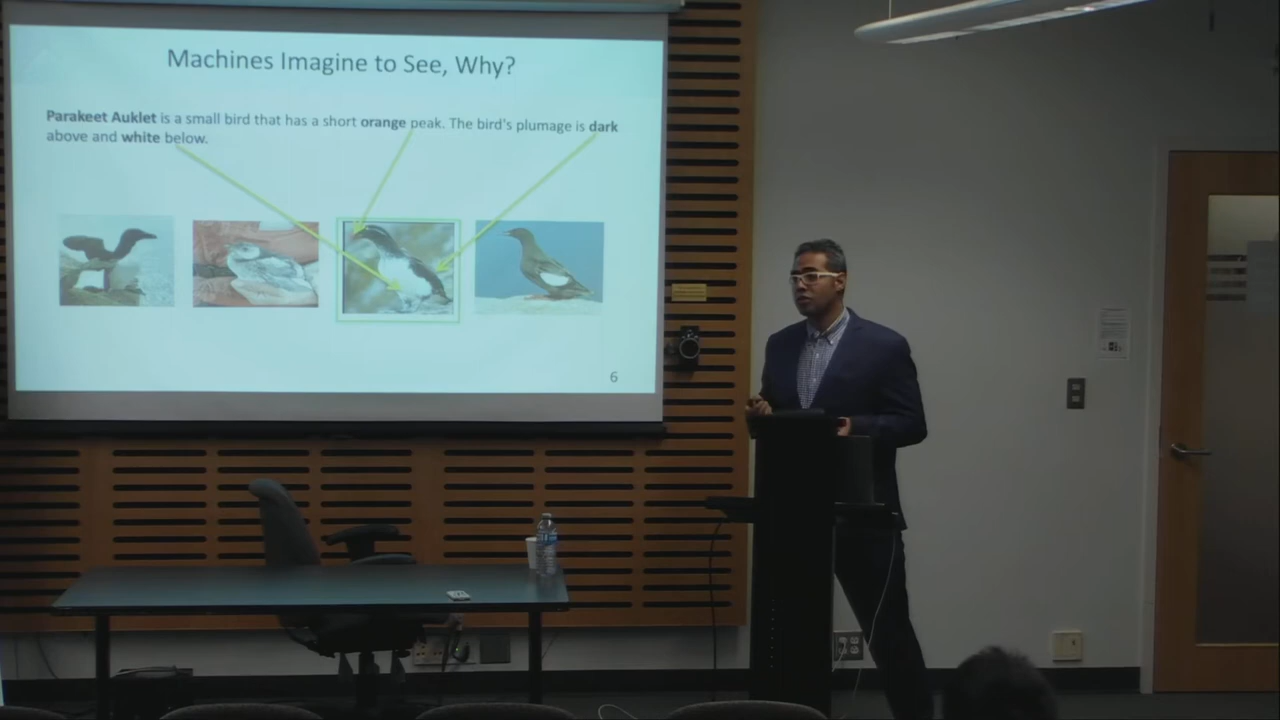 Machines Imagine to See, Why?
Parakeet Auklet is a small bird that has a short orange peak. The bird's plumage is dark
above and white below.
6